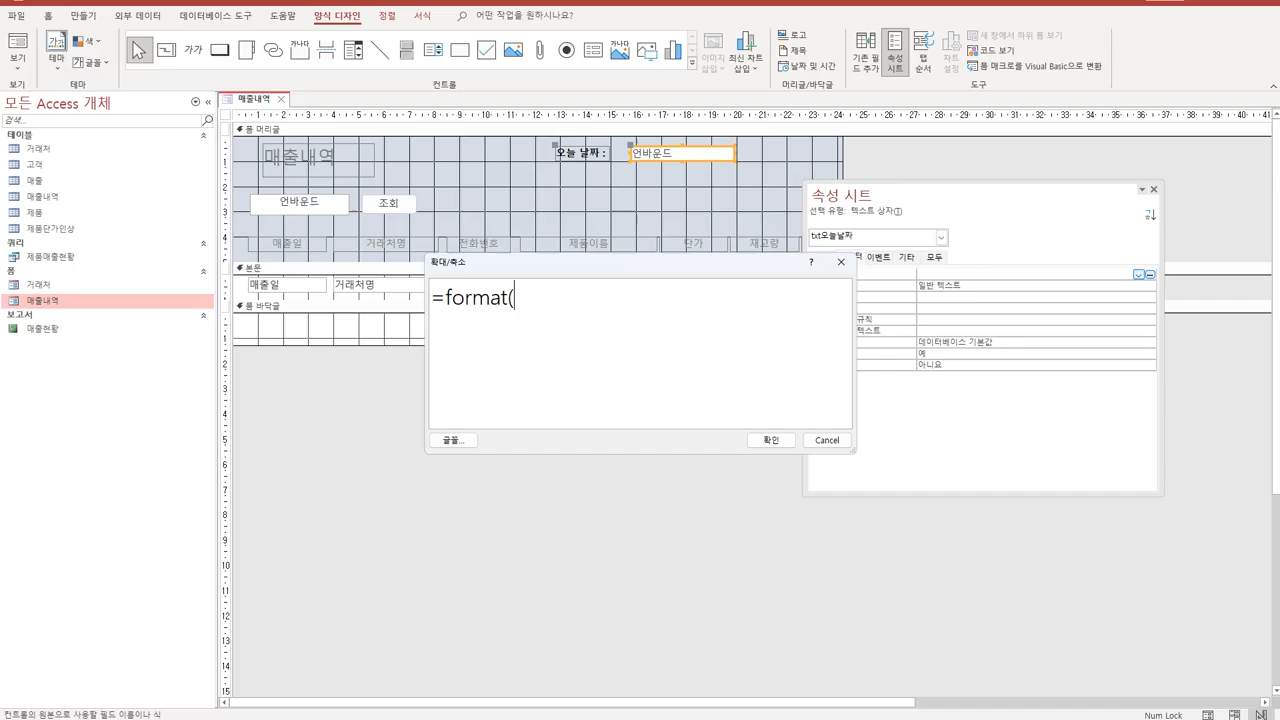 파일 홈 만들기 외부 데이터 데이터베이스 도구 도움말 양식 디자인 정렬 서식 어떤 작업을 원하시나요?
보기 테마 색 글꼴 가가 가나다 이미지 삽입 최신 차트 삽입 로고 제목 날짜 및 시간 기존 필드 추가 속성 시트 탭 순서 차트 설정 새 창에서 하위 폼 보기 코드 보기 폼 매크로를 Visual Basic으로 변환
보기 테마 컨트롤 머리글/바닥글 도구
모든 Access 개체
검색...
테이블
거래처
고객
매출
매출내역
제품
제품단가인상
쿼리
제품매출현황
폼
거래처
매출내역
보고서
매출현황
매출내역
폼 머리글
매출내역 오늘 날짜 : 언바운드
언바운드 조회
매출일 거래처명 전화번호 제품이름 단가 재고량
본문
매출일 거래처명
폼 바닥글
속성 시트
선택 유형: 텍스트 상자
txt오늘날짜
이벤트 기타 모두
일반 텍스트
규칙
텍스트
데이터베이스 기본값
예
아니요
확대/축소
=format(
글꼴... 확인 Cancel
컨트롤의 원본으로 사용할 필드 이름이나 식 Num Lock